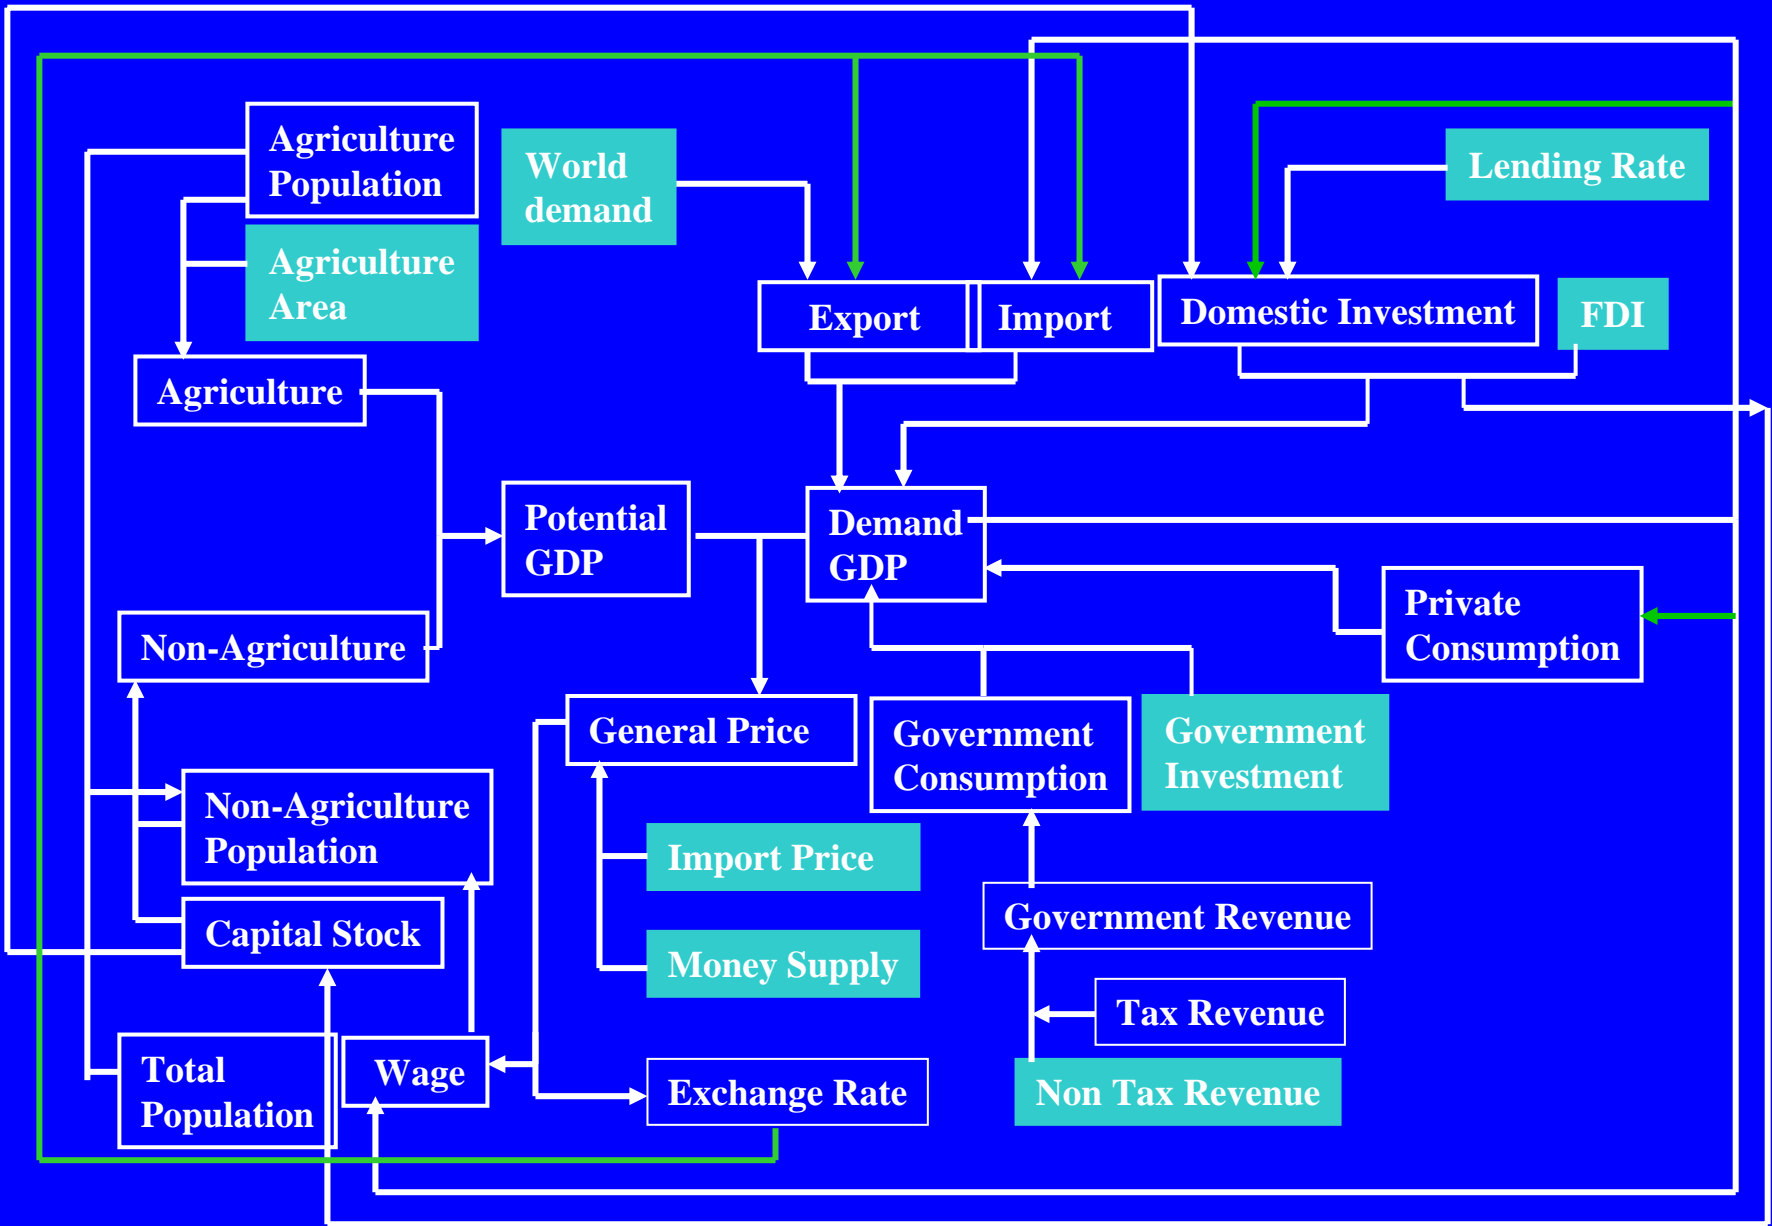 Agriculture
Population
World
demand
Lending Rate
Agriculture
Area
Export
Import
Domestic Investment
FDI
Agriculture
Potential
GDP
Demand
GDP
Private
Consumption
Non-Agriculture
General Price
Government
Consumption
Government
Investment
Non-Agriculture
Population
Import Price
Capital Stock
Government Revenue
Money Supply
Tax Revenue
Total
Population
Wage
Exchange Rate
Non Tax Revenue